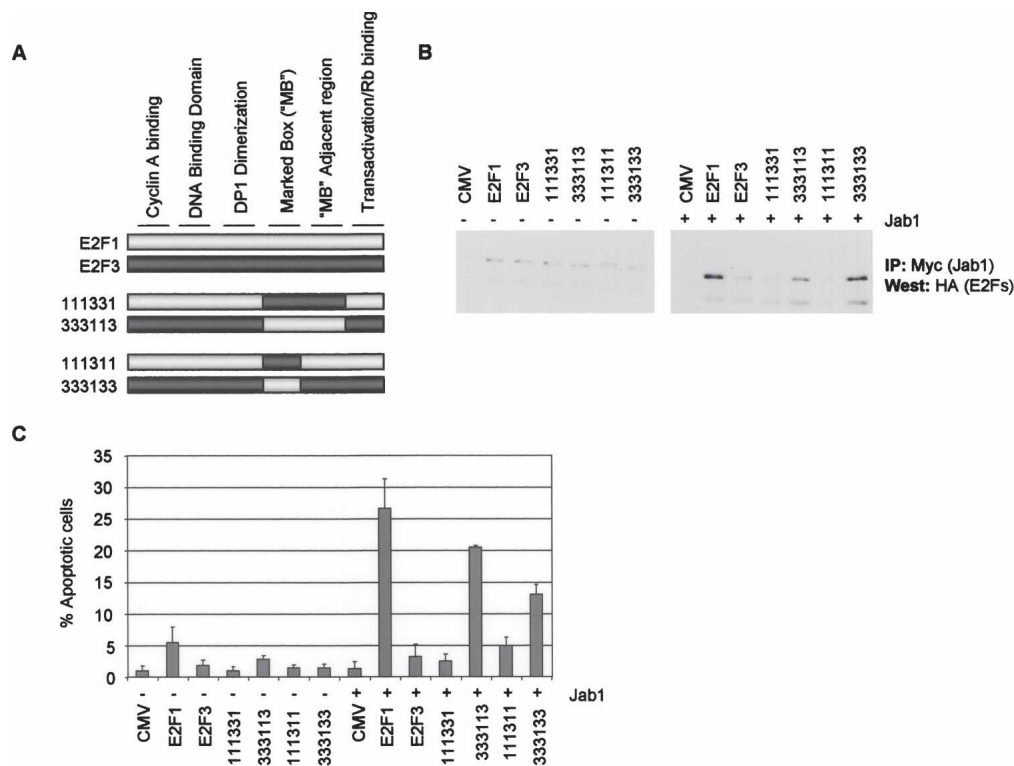 A
Cyclin A binding
DNA Binding Domain
DP1 Dimerization
Marked Box ("MB")
"MB" Adjacent region
Transactivation/Rb binding
E2F1
E2F3
111331
333113
111311
333133
B
CMV
E2F1
E2F3
111331
333113
111311
333133
- - - - - - -
CMV
E2F1
E2F3
111331
333113
111311
333133
+ + + + + + + Jab1
IP: Myc (Jab1)
West: HA (E2Fs)
C
% Apoptotic cells
35
30
25
20
15
10
5
0
- - - - - - - + + + + + + + Jab1
CMV
E2F1
E2F3
111331
333113
111311
333133
CMV
E2F1
E2F3
111331
333113
111311
333133